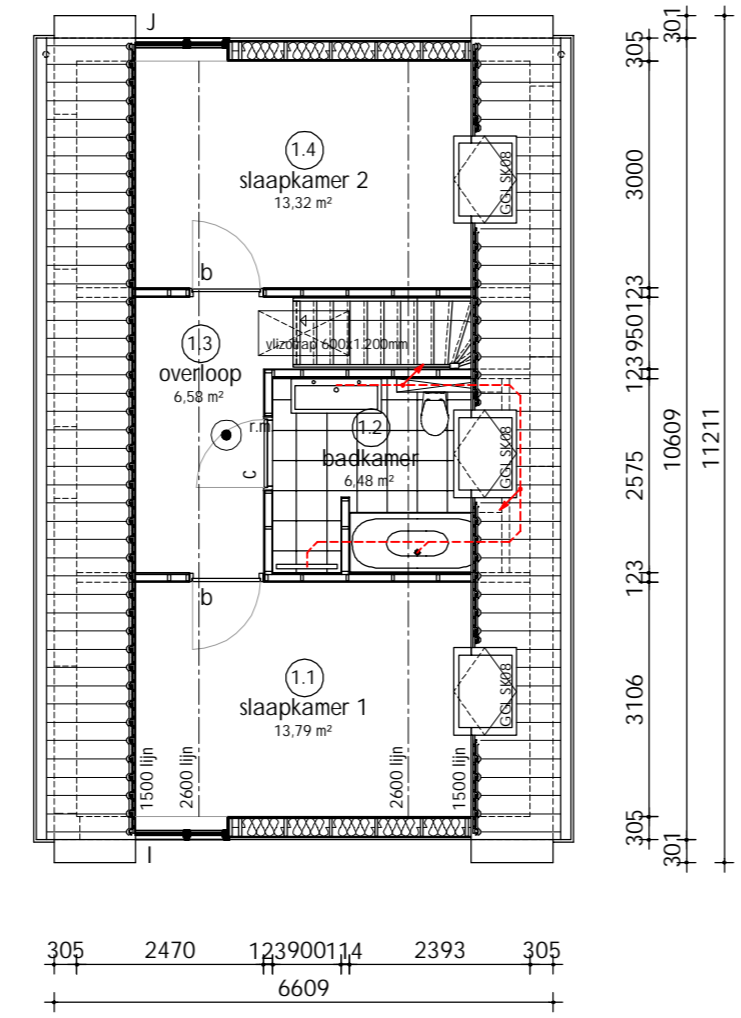 J
301
305
1.4
slaapkamer 2
13,32 m²
GGL SK08
3000
b
123
1.3
overloop
6,58 m²
vlizotrap 600x1.200mm
950
123
r.m
c
1.2
badkamer
6,48 m²
GGL SK08
2575
10609
11211
123
b
1.1
slaapkamer 1
13,79 m²
GGL SK08
3106
1500 lijn
2600 lijn
2600 lijn
1500 lijn
305
301
I
305 2470 123 900 114 2393 305
6609